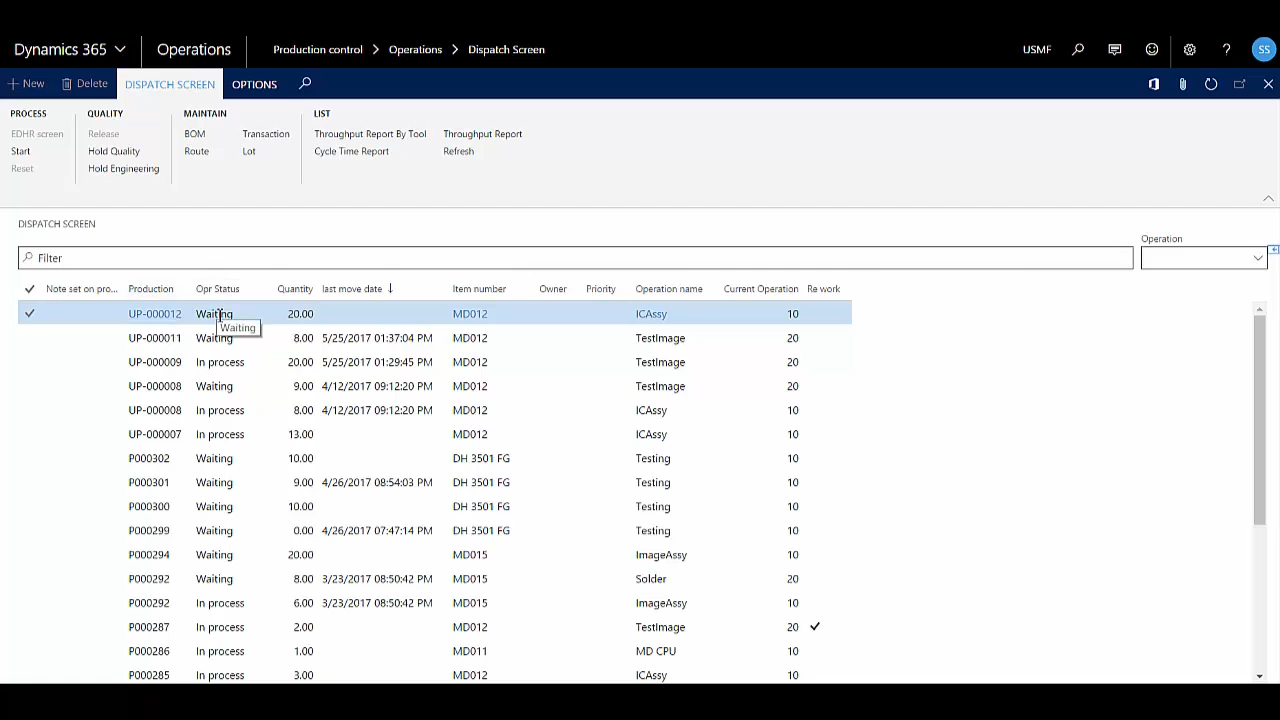 Dynamics 365 Operations Production control > Operations > Dispatch Screen USMF ? SS
+ New Delete DISPATCH SCREEN OPTIONS
PROCESS QUALITY MAINTAIN LIST
EDHR screen Release BOM Transaction Throughput Report By Tool Throughput Report
Start Hold Quality Route Lot Cycle Time Report Refresh
Reset Hold Engineering
DISPATCH SCREEN
Operation
Filter
Note set on pro... Production Opr Status Quantity last move date ↓ Item number Owner Priority Operation name Current Operation Re work
UP-000012 Waiting 20.00 MD012 ICAssy 10
Waiting
UP-000011 Waiting 8.00 5/25/2017 01:37:04 PM MD012 TestImage 20
UP-000009 In process 20.00 5/25/2017 01:29:45 PM MD012 TestImage 20
UP-000008 Waiting 9.00 4/12/2017 09:12:20 PM MD012 TestImage 20
UP-000008 In process 8.00 4/12/2017 09:12:20 PM MD012 ICAssy 10
UP-000007 In process 13.00 MD012 ICAssy 10
P000302 Waiting 10.00 DH 3501 FG Testing 10
P000301 Waiting 9.00 4/26/2017 08:54:03 PM DH 3501 FG Testing 10
P000300 Waiting 10.00 DH 3501 FG Testing 10
P000299 Waiting 0.00 4/26/2017 07:47:14 PM DH 3501 FG Testing 10
P000294 Waiting 20.00 MD015 ImageAssy 10
P000292 Waiting 8.00 3/23/2017 08:50:42 PM MD015 Solder 20
P000292 In process 6.00 3/23/2017 08:50:42 PM MD015 ImageAssy 10
P000287 In process 2.00 MD012 TestImage 20
P000286 In process 1.00 MD011 MD CPU 10
P000285 In process 3.00 MD012 ICAssy 10